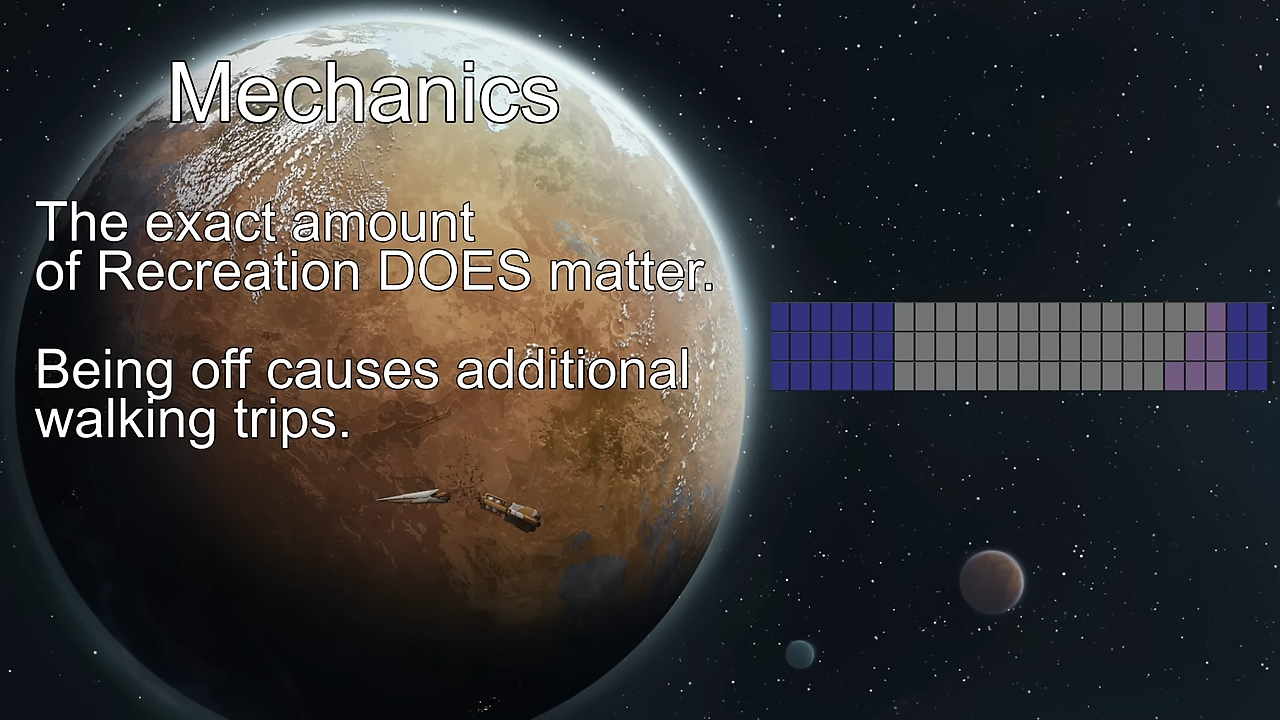 Mechanics
The exact amount
of Recreation DOES matter.
Being off causes additional
walking trips.